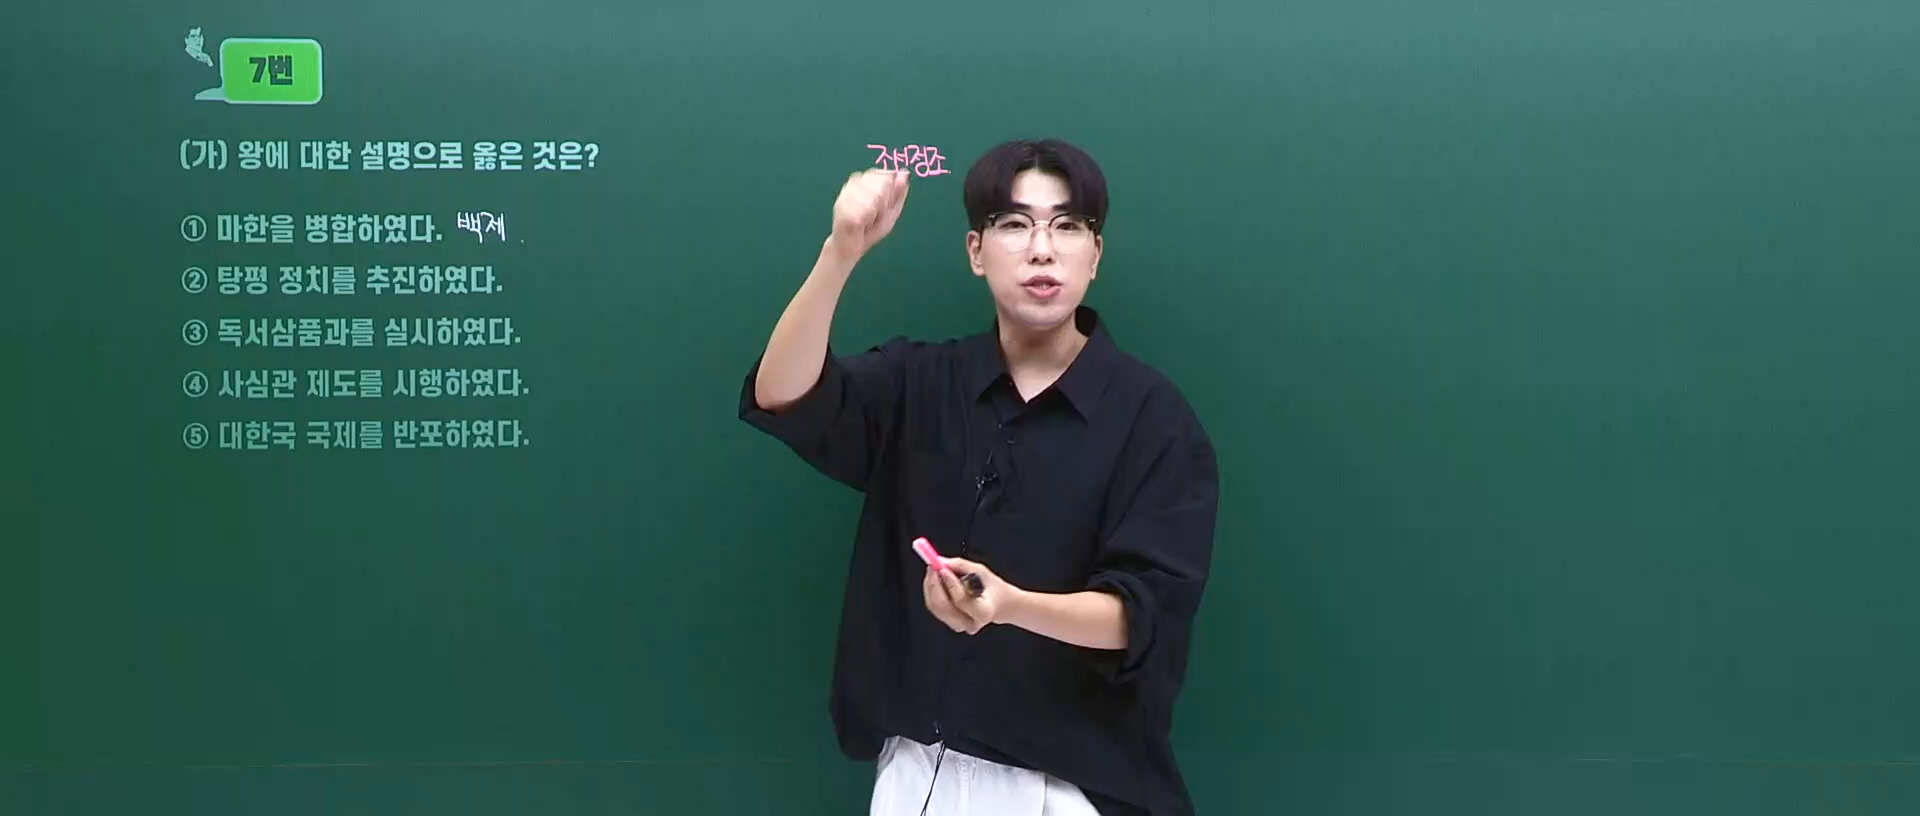 7번
(가) 왕에 대한 설명으로 옳은 것은?
조선정조.
① 마한을 병합하였다. 백제.
② 탕평 정치를 추진하였다.
③ 독서삼품과를 실시하였다.
④ 사심관 제도를 시행하였다.
⑤ 대한국 국제를 반포하였다.